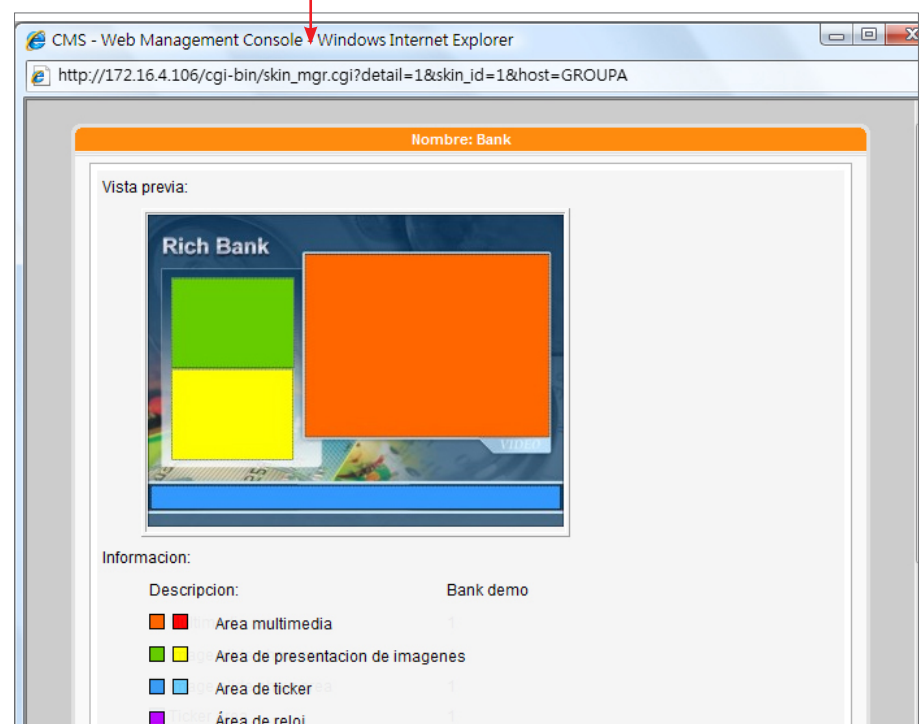 CMS - Web Management Console - Windows Internet Explorer
http://172.16.4.106/cgi-bin/skin_mgr.cgi?detail=1&skin_id=1&host=GROUPA
Nombre: Bank
Vista previa:
Rich Bank
VIDEO
Informacion:
Descripcion: Bank demo
Area multimedia 1
Area de presentacion de imagenes
Area de ticker 1
Área de reloj 1